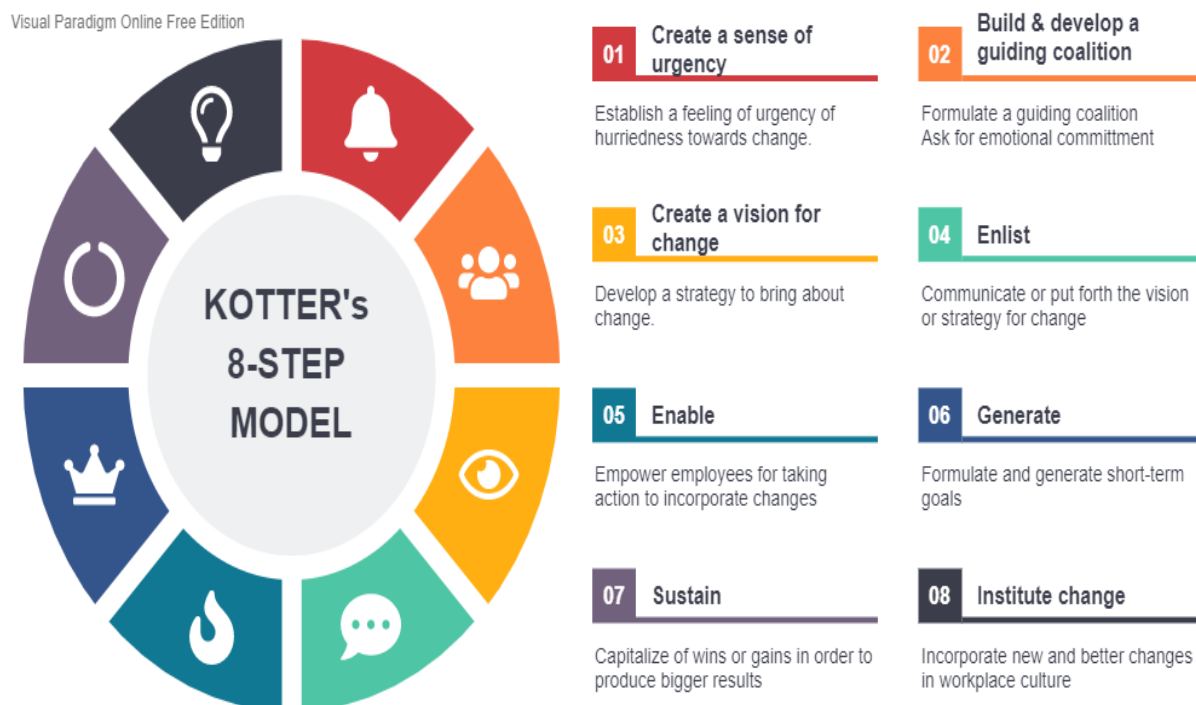 Visual Paradigm Online Free Edition
KOTTER's
8-STEP
MODEL
01
Create a sense of
urgency
Establish a feeling of urgency of
hurriedness towards change.
02
Build & develop a
guiding coalition
Formulate a guiding coalition
Ask for emotional committment
03
Create a vision for
change
Develop a strategy to bring about
change.
04
Enlist
Communicate or put forth the vision
or strategy for change
05
Enable
Empower employees for taking
action to incorporate changes
06
Generate
Formulate and generate short-term
goals
07
Sustain
Capitalize of wins or gains in order to
produce bigger results
08
Institute change
Incorporate new and better changes
in workplace culture